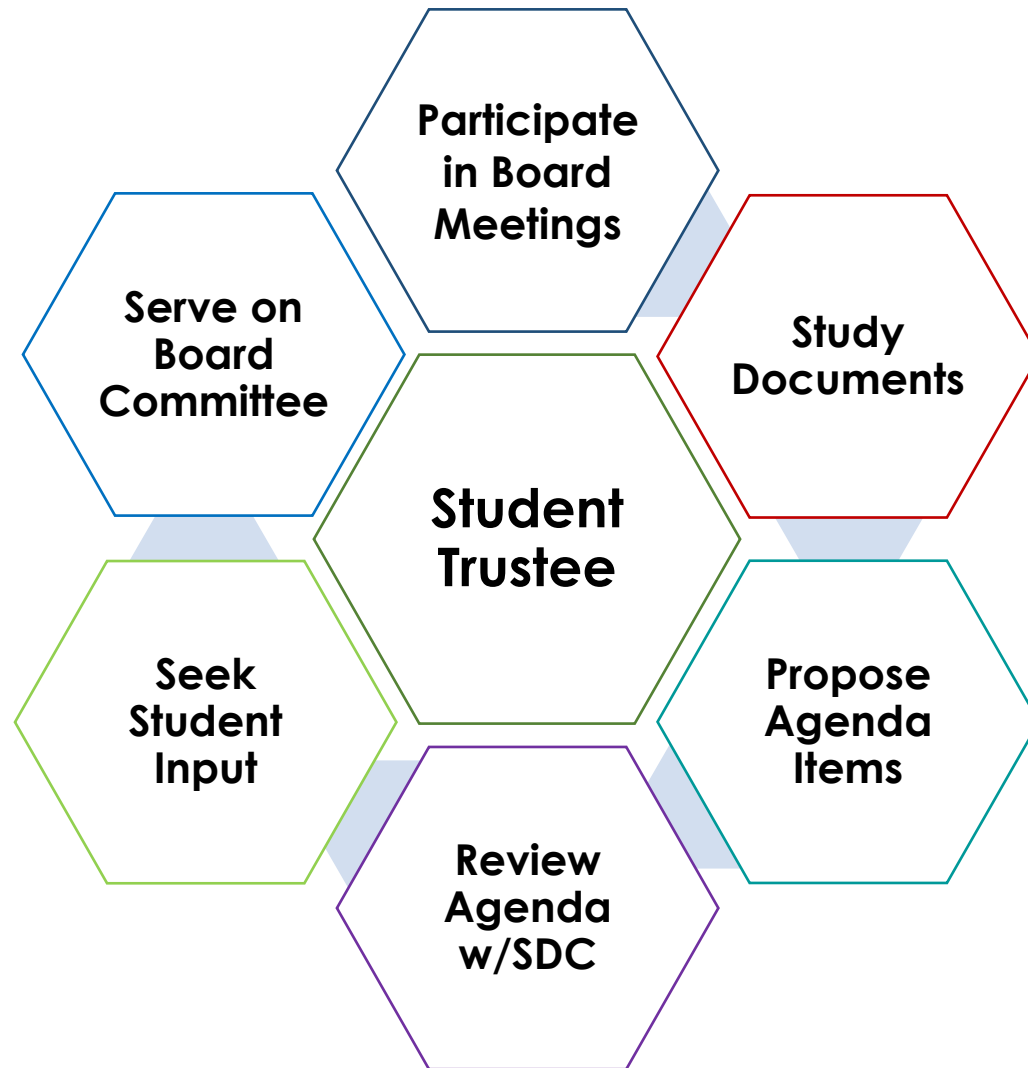 Participate
in Board
Meetings
Serve on
Board
Committee
Study
Documents
Student
Trustee
Seek
Student
Input
Propose
Agenda
Items
Review
Agenda
w/SDC